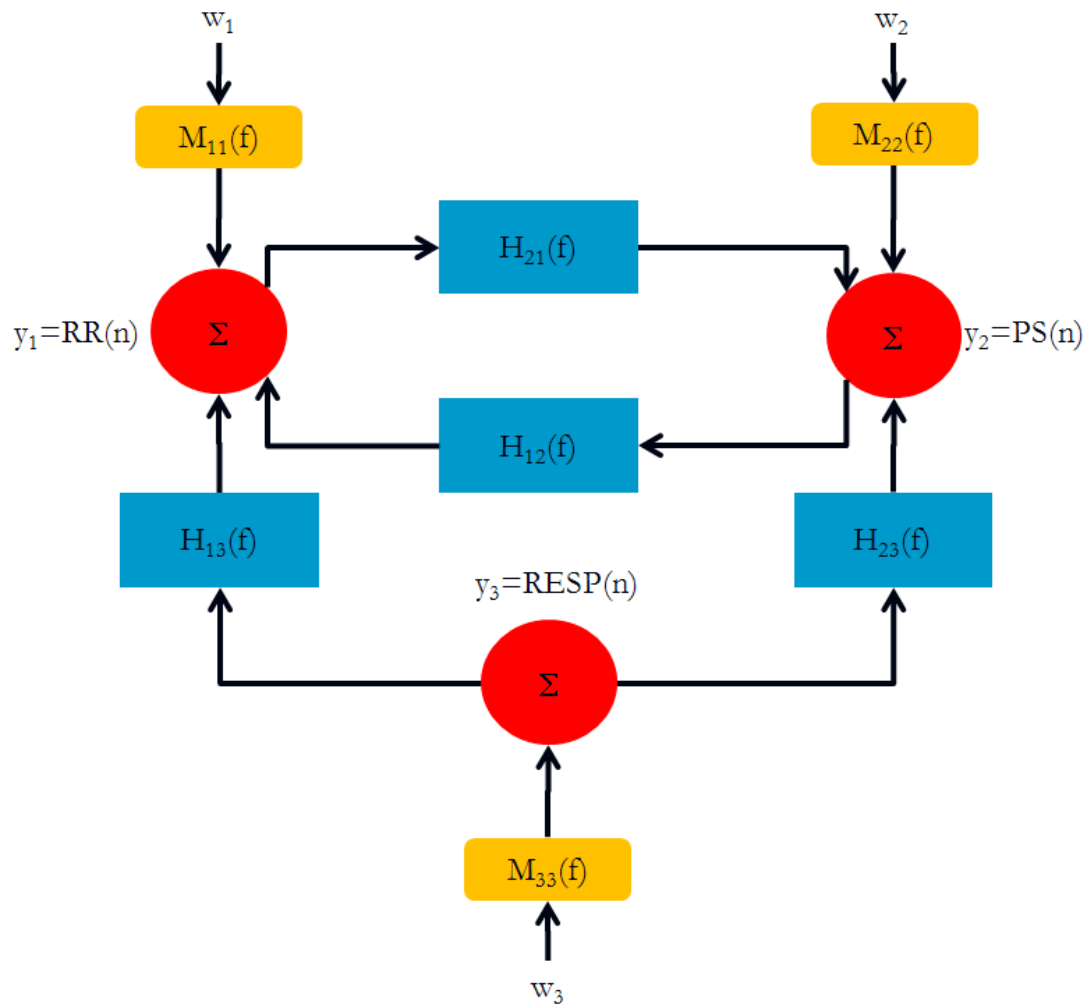 w₁
w₂
M₁₁(f)
M₂₂(f)
H₂₁(f)
y₁=RR(n)
Σ
Σ
y₂=PS(n)
H₁₂(f)
H₁₃(f)
H₂₃(f)
y₃=RESP(n)
Σ
M₃₃(f)
w₃